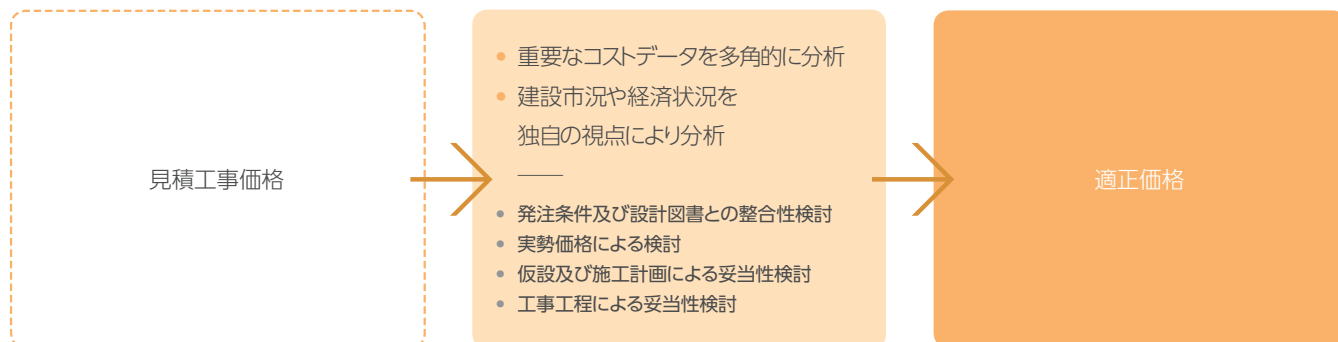 見積工事価格
重要なコストデータを多角的に分析
建設市況や経済状況を
独自の視点により分析
発注条件及び設計図書との整合性検討
実勢価格による検討
仮設及び施工計画による妥当性検討
工事工程による妥当性検討
適正価格